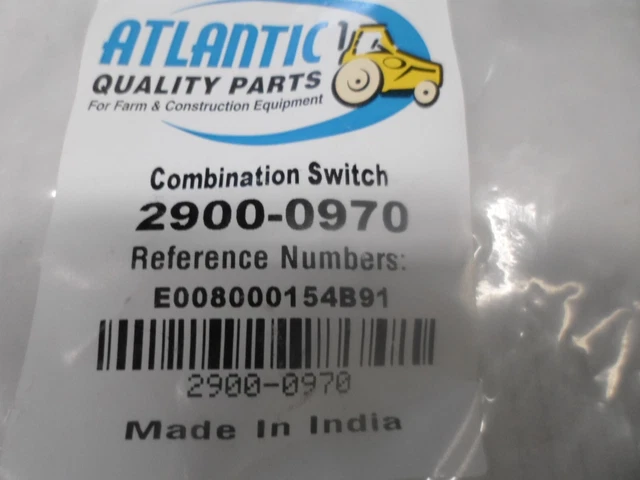 ATLANTIC
QUALITY PARTS
For Farm & Construction Equipment
Combination Switch
2900-0970
Reference Numbers:
E008000154B91
2900-0970
Made In India